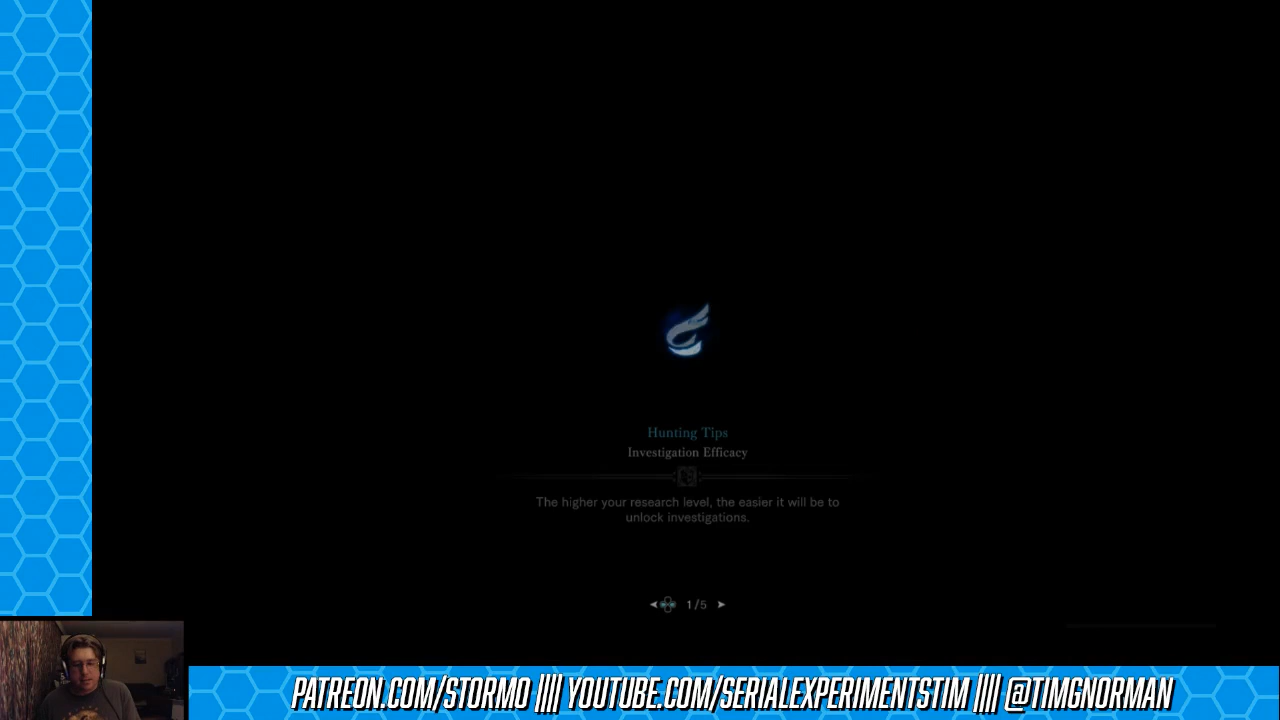 Hunting Tips
Investigation Efficacy
The higher your research level, the easier it will be to
unlock investigations.
1/5
PATREON.COM/STORMO |||| YOUTUBE.COM/SERIALEXPERIMENTSTIM |||| @TIMGNORMAN